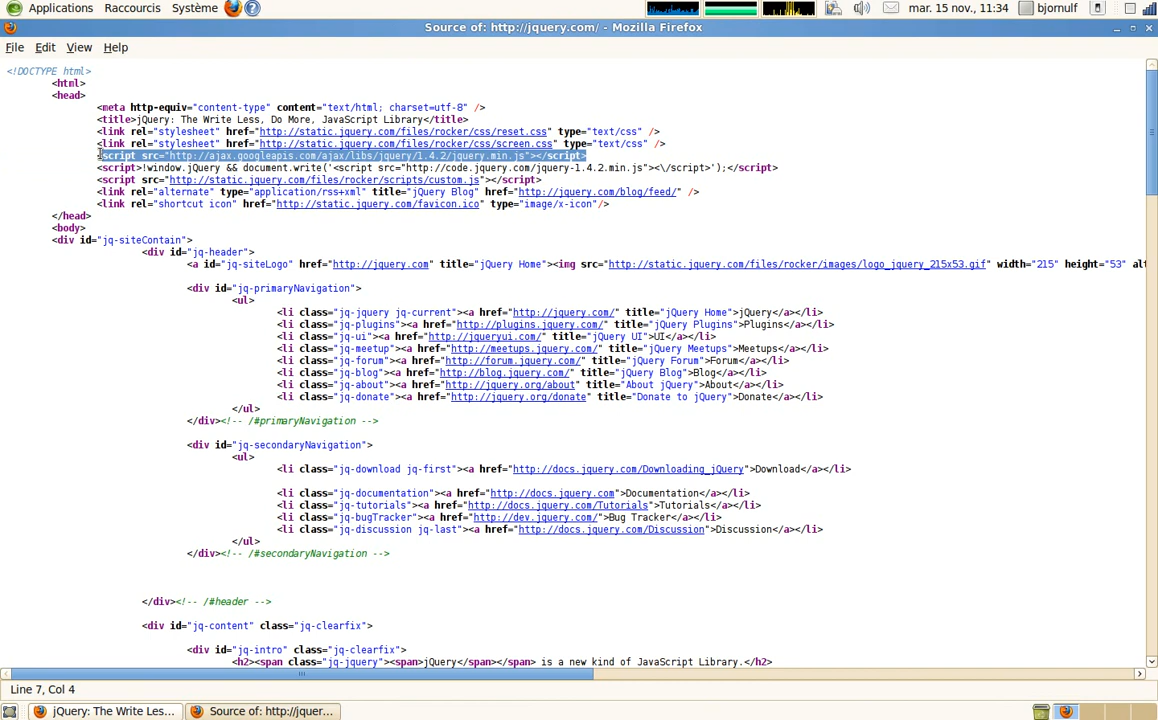 Applications Raccourcis Système mar. 15 nov., 11:34 bjornulf
Source of: http://jquery.com/ - Mozilla Firefox
File Edit View Help
<!DOCTYPE html>
<html>
<head>
<meta http-equiv="content-type" content="text/html; charset=utf-8" />
<title>jQuery: The Write Less, Do More, JavaScript Library</title>
<link rel="stylesheet" href="http://static.jquery.com/files/rocker/css/reset.css" type="text/css" />
<link rel="stylesheet" href="http://static.jquery.com/files/rocker/css/screen.css" type="text/css" />
<script src="http://ajax.googleapis.com/ajax/libs/jquery/1.4.2/jquery.min.js"></script>
<script>!window.jQuery && document.write('<script src="http://code.jquery.com/jquery-1.4.2.min.js"><\/script>');</script>
<script src="http://static.jquery.com/files/rocker/scripts/custom.js"></script>
<link rel="alternate" type="application/rss+xml" title="jQuery Blog" href="http://jquery.com/blog/feed/" />
<link rel="shortcut icon" href="http://static.jquery.com/favicon.ico" type="image/x-icon"/>
</head>
<body>
<div id="jq-siteContain">
<div id="jq-header">
<a id="jq-siteLogo" href="http://jquery.com" title="jQuery Home"><img src="http://static.jquery.com/files/rocker/images/logo_jquery_215x53.gif" width="215" height="53" alt
<div id="jq-primaryNavigation">
<ul>
<li class="jq-jquery jq-current"><a href="http://jquery.com/" title="jQuery Home">jQuery</a></li>
<li class="jq-plugins"><a href="http://plugins.jquery.com/" title="jQuery Plugins">Plugins</a></li>
<li class="jq-ui"><a href="http://jqueryui.com/" title="jQuery UI">UI</a></li>
<li class="jq-meetup"><a href="http://meetups.jquery.com/" title="jQuery Meetups">Meetups</a></li>
<li class="jq-forum"><a href="http://forum.jquery.com/" title="jQuery Forum">Forum</a></li>
<li class="jq-blog"><a href="http://blog.jquery.com/" title="jQuery Blog">Blog</a></li>
<li class="jq-about"><a href="http://jquery.org/about" title="About jQuery">About</a></li>
<li class="jq-donate"><a href="http://jquery.org/donate" title="Donate to jQuery">Donate</a></li>
</ul>
</div><!-- /#primaryNavigation -->
<div id="jq-secondaryNavigation">
<ul>
<li class="jq-download jq-first"><a href="http://docs.jquery.com/Downloading_jQuery">Download</a></li>
<li class="jq-documentation"><a href="http://docs.jquery.com">Documentation</a></li>
<li class="jq-tutorials"><a href="http://docs.jquery.com/Tutorials">Tutorials</a></li>
<li class="jq-bugTracker"><a href="http://dev.jquery.com/">Bug Tracker</a></li>
<li class="jq-discussion jq-last"><a href="http://docs.jquery.com/Discussion">Discussion</a></li>
</ul>
</div><!-- /#secondaryNavigation -->
</div><!-- /#header -->
<div id="jq-content" class="jq-clearfix">
<div id="jq-intro" class="jq-clearfix">
<h2><span class="jq-jquery"><span>jQuery</span></span> is a new kind of JavaScript Library.</h2>
Line 7, Col 4
jQuery: The Write Les... Source of: http://jquer...